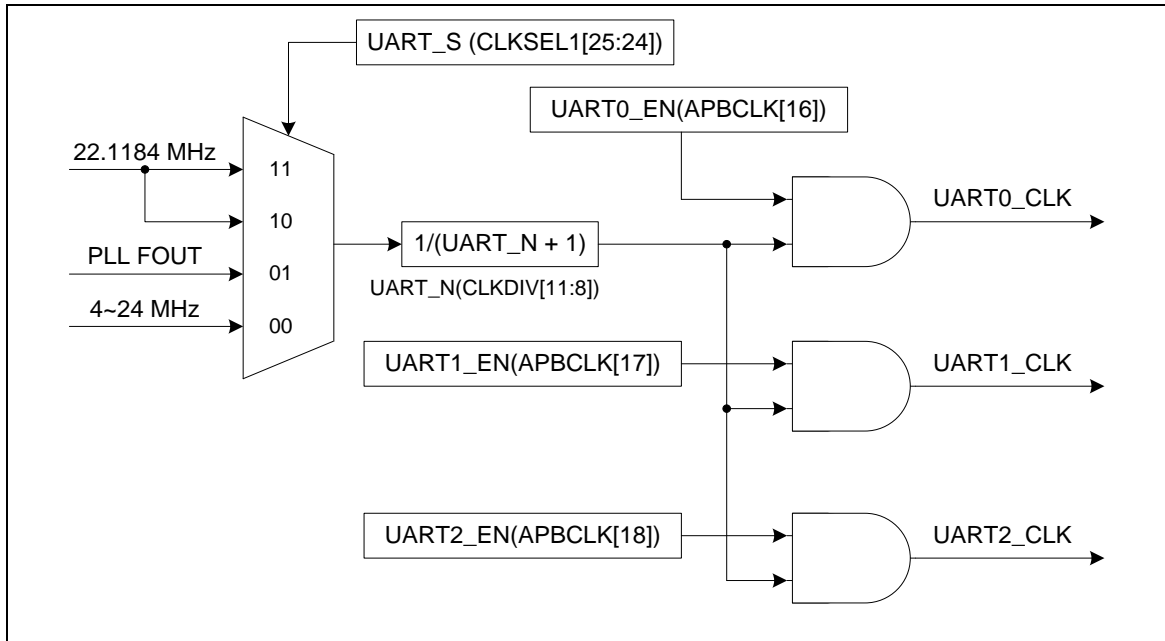 UART_S (CLKSEL1[25:24])
UART0_EN(APBCLK[16])
22.1184 MHz
11
UART0_CLK
10
1/(UART_N + 1)
PLL FOUT
01
UART_N(CLKDIV[11:8])
4~24 MHz
00
UART1_EN(APBCLK[17])
UART1_CLK
UART2_EN(APBCLK[18])
UART2_CLK